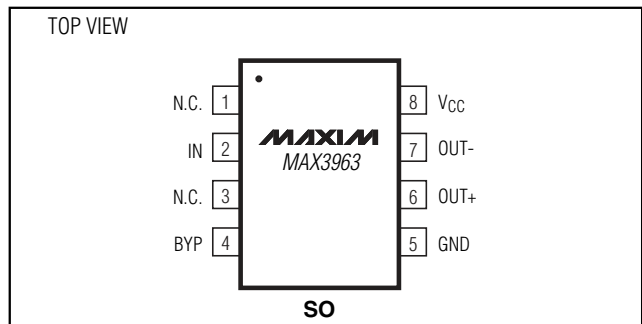 TOP VIEW
N.C. 1
IN 2
N.C. 3
BYP 4
MAXIM
MAX3963
8 VCC
7 OUT-
6 OUT+
5 GND
SO